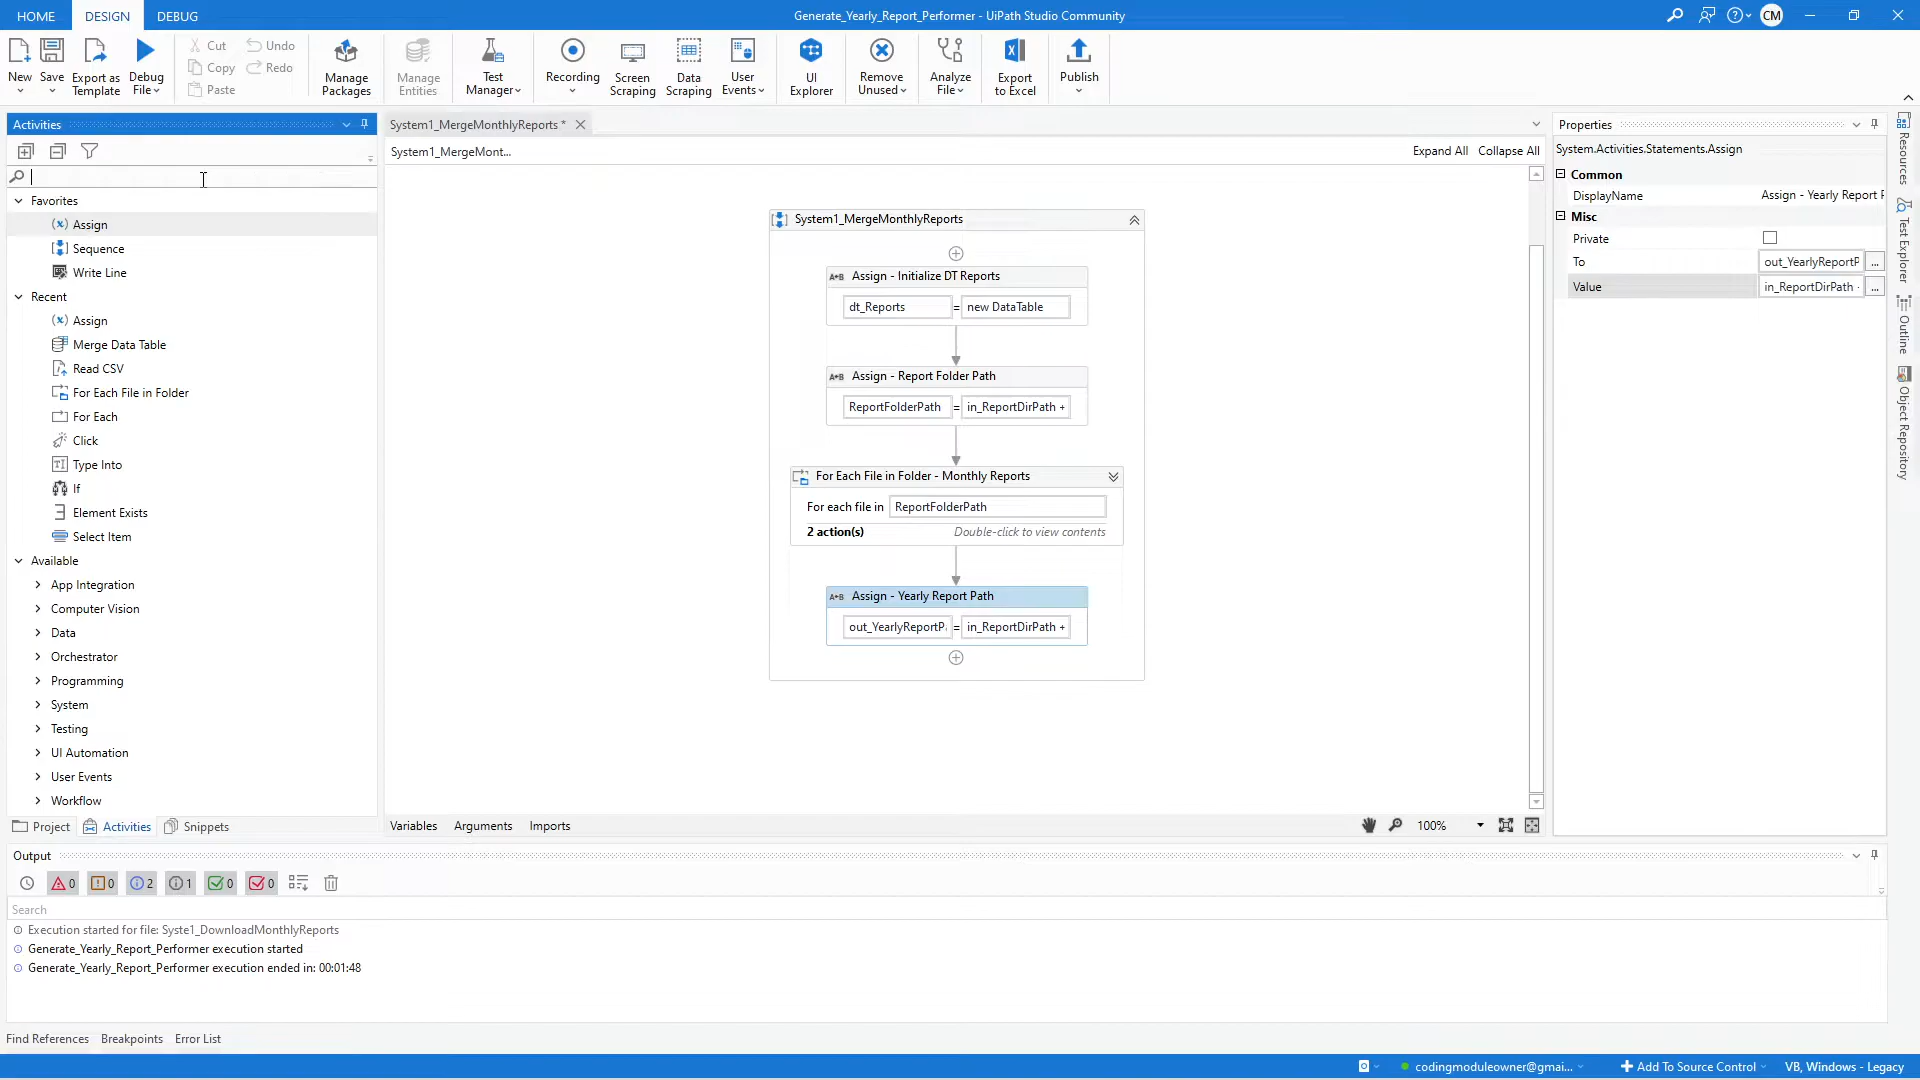 HOME DESIGN DEBUG Generate_Yearly_Report_Performer - UiPath Studio Community CM
New Save Export as Template Debug File
Cut Copy Paste Undo Redo
Manage Packages
Manage Entities
Test Manager
Recording
Screen Scraping
Data Scraping
User Events
UI Explorer
Remove Unused
Analyze File
Export to Excel
Publish
Activities
Favorites
Assign
Sequence
Write Line
Recent
Assign
Merge Data Table
Read CSV
For Each File in Folder
For Each
Click
Type Into
If
Element Exists
Select Item
Available
App Integration
Computer Vision
Data
Orchestrator
Programming
System
Testing
UI Automation
User Events
Workflow
Project Activities Snippets
System1_MergeMonthlyReports *
System1_MergeMont... Expand All Collapse All
System1_MergeMonthlyReports
A+B Assign - Initialize DT Reports
dt_Reports = new DataTable
A+B Assign - Report Folder Path
ReportFolderPath = in_ReportDirPath +
For Each File in Folder - Monthly Reports
For each file in ReportFolderPath
2 action(s) Double-click to view contents
A+B Assign - Yearly Report Path
out_YearlyReportP = in_ReportDirPath +
Variables Arguments Imports 100%
Properties
System.Activities.Statements.Assign
Common
DisplayName Assign - Yearly Report F
Misc
Private
To out_YearlyReportP ...
Value in_ReportDirPath ...
Resources
Test Explorer
Outline
Object Repository
Output
0 0 2 1 0 0
Search
Execution started for file: Syste1_DownloadMonthlyReports
Generate_Yearly_Report_Performer execution started
Generate_Yearly_Report_Performer execution ended in: 00:01:48
Find References Breakpoints Error List
codingmoduleowner@gmai... Add To Source Control VB, Windows - Legacy